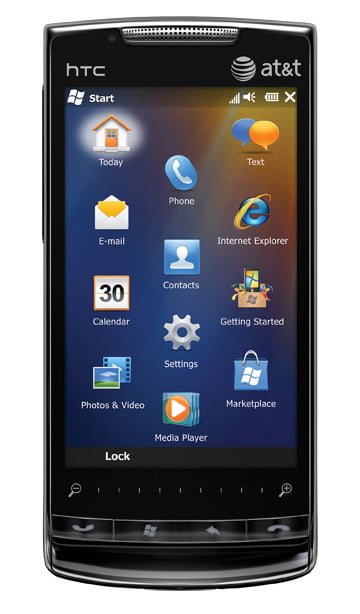 hTC
at&t
Start
Today
Phone
Text
E-mail
Contacts
Internet Explorer
Calendar
30
Settings
Getting Started
Photos & Video
Media Player
Marketplace
Lock